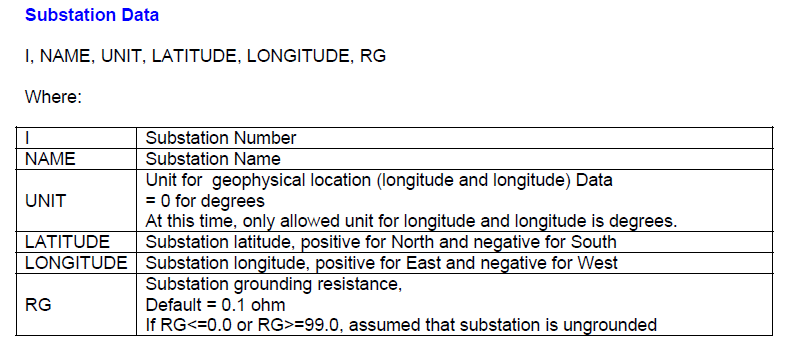 Substation Data
I, NAME, UNIT, LATITUDE, LONGITUDE, RG
Where:
I Substation Number
NAME Substation Name
UNIT Unit for  geophysical location (longitude and longitude) Data
= 0 for degrees
At this time, only allowed unit for longitude and longitude is degrees.
LATITUDE Substation latitude, positive for North and negative for South
LONGITUDE Substation longitude, positive for East and negative for West
RG Substation grounding resistance,
Default = 0.1 ohm
If RG<=0.0 or RG>=99.0, assumed that substation is ungrounded